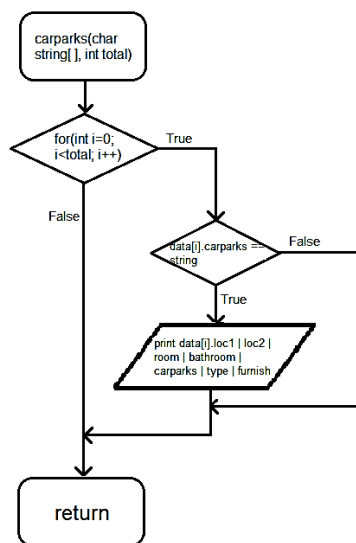 carparks(char
string[ ], int total)
for(int i=0;
i<total; i++)
True
False
data[i].carparks ==
string
False
True
print data[i].loc1 | loc2 |
room | bathroom |
carparks | type | furnish
return